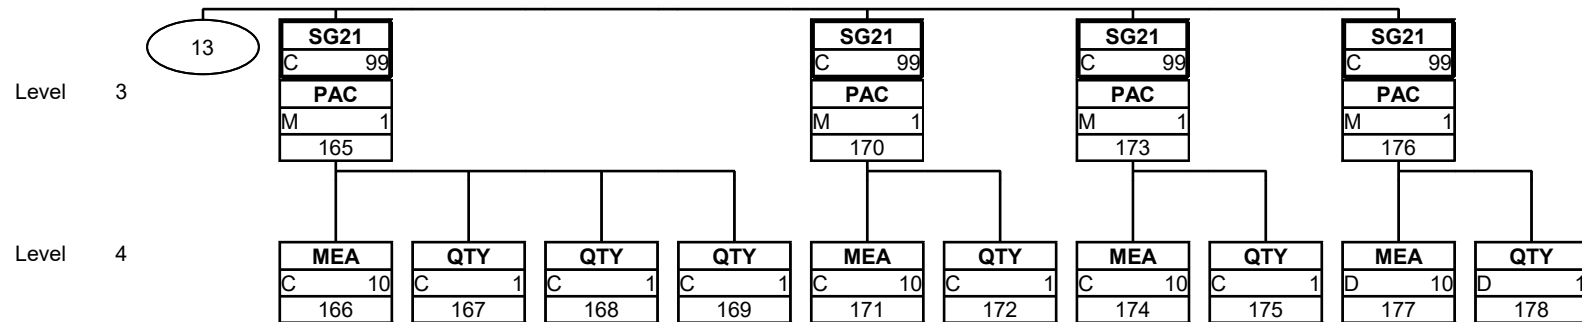 13
SG21 SG21 SG21 SG21
C 99 C 99 C 99 C 99
Level 3 PAC PAC PAC PAC
M 1 M 1 M 1 M 1
165 170 173 176
Level 4 MEA QTY QTY QTY MEA QTY MEA QTY MEA QTY
C 10 C 1 C 1 C 1 C 10 C 1 C 10 C 1 D 10 D 1
166 167 168 169 171 172 174 175 177 178